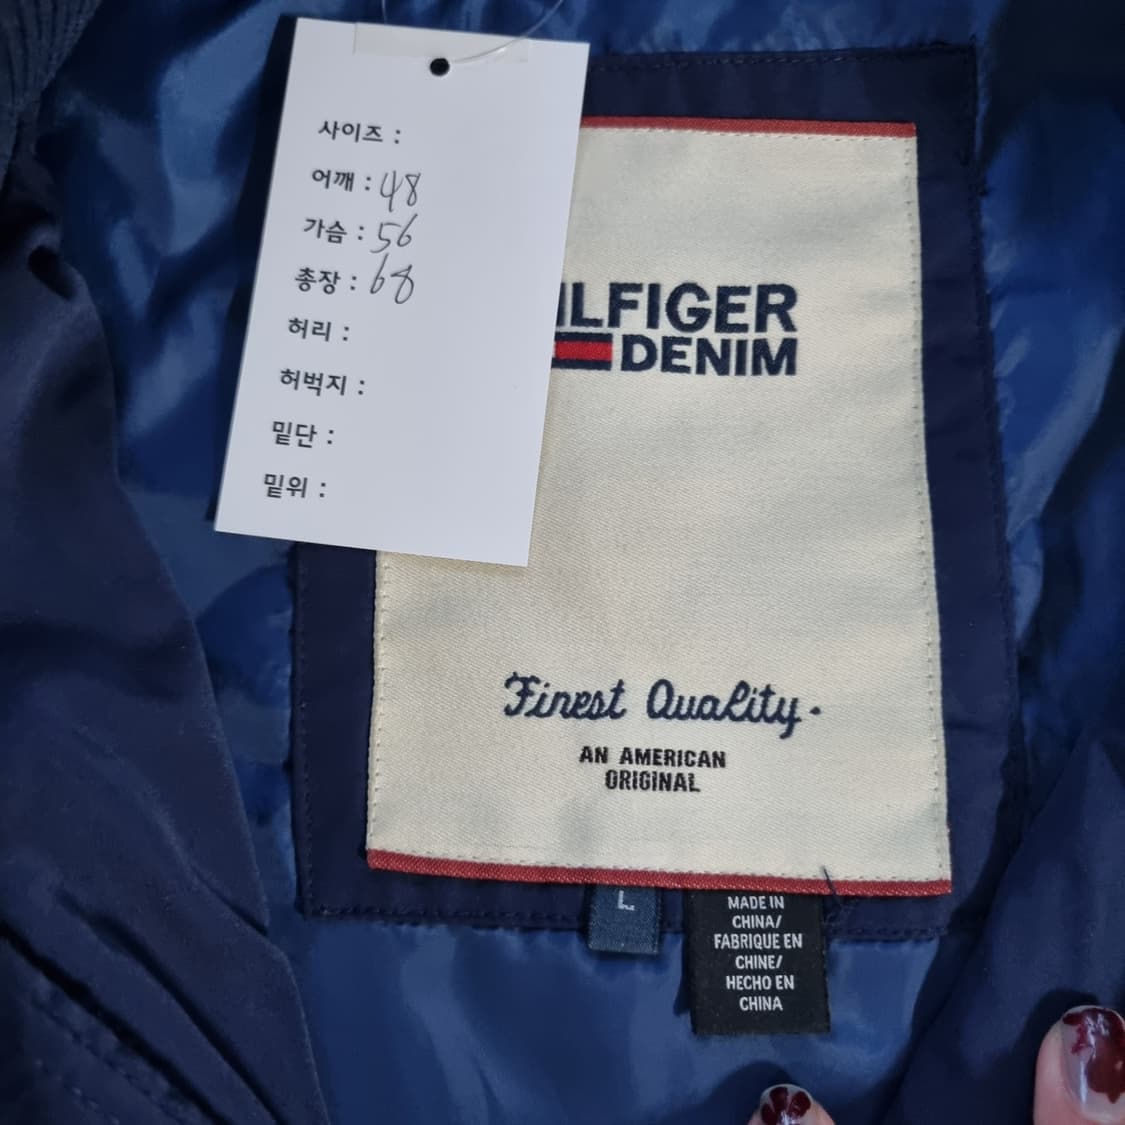 사이즈 :
어깨 : 48
가슴 : 56
총장 : 68
허리 :
허벅지 :
밑단 :
밑위 :
ILFIGER
DENIM
Finest Quality.
AN AMERICAN
ORIGINAL
L
MADE IN
CHINA/
FABRIQUE EN
CHINE/
HECHO EN
CHINA